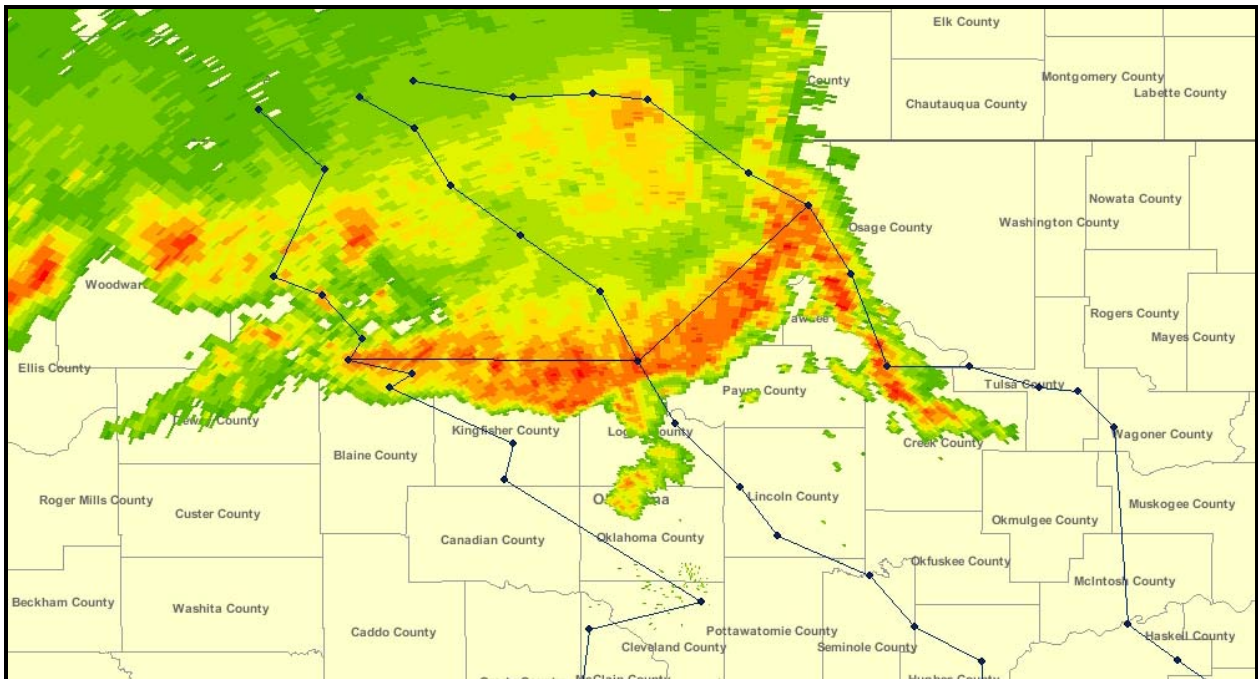 Elk County
County
Montgomery County
Labette County
Chautauqua County
Nowata County
Washington County
Osage County
Woodwar
Rogers County
Mayes County
Ellis County
Tulsa County
Payne County
County
Kingfisher County
County
Creek County
Wagoner County
Blaine County
Roger Mills County
Lincoln County
Muskogee County
Custer County
Okmulgee County
Canadian County
Oklahoma County
Okfuskee County
McIntosh County
Beckham County
Washita County
Caddo County
Pottawatomie County
Haskell County
Cleveland County
Seminole County